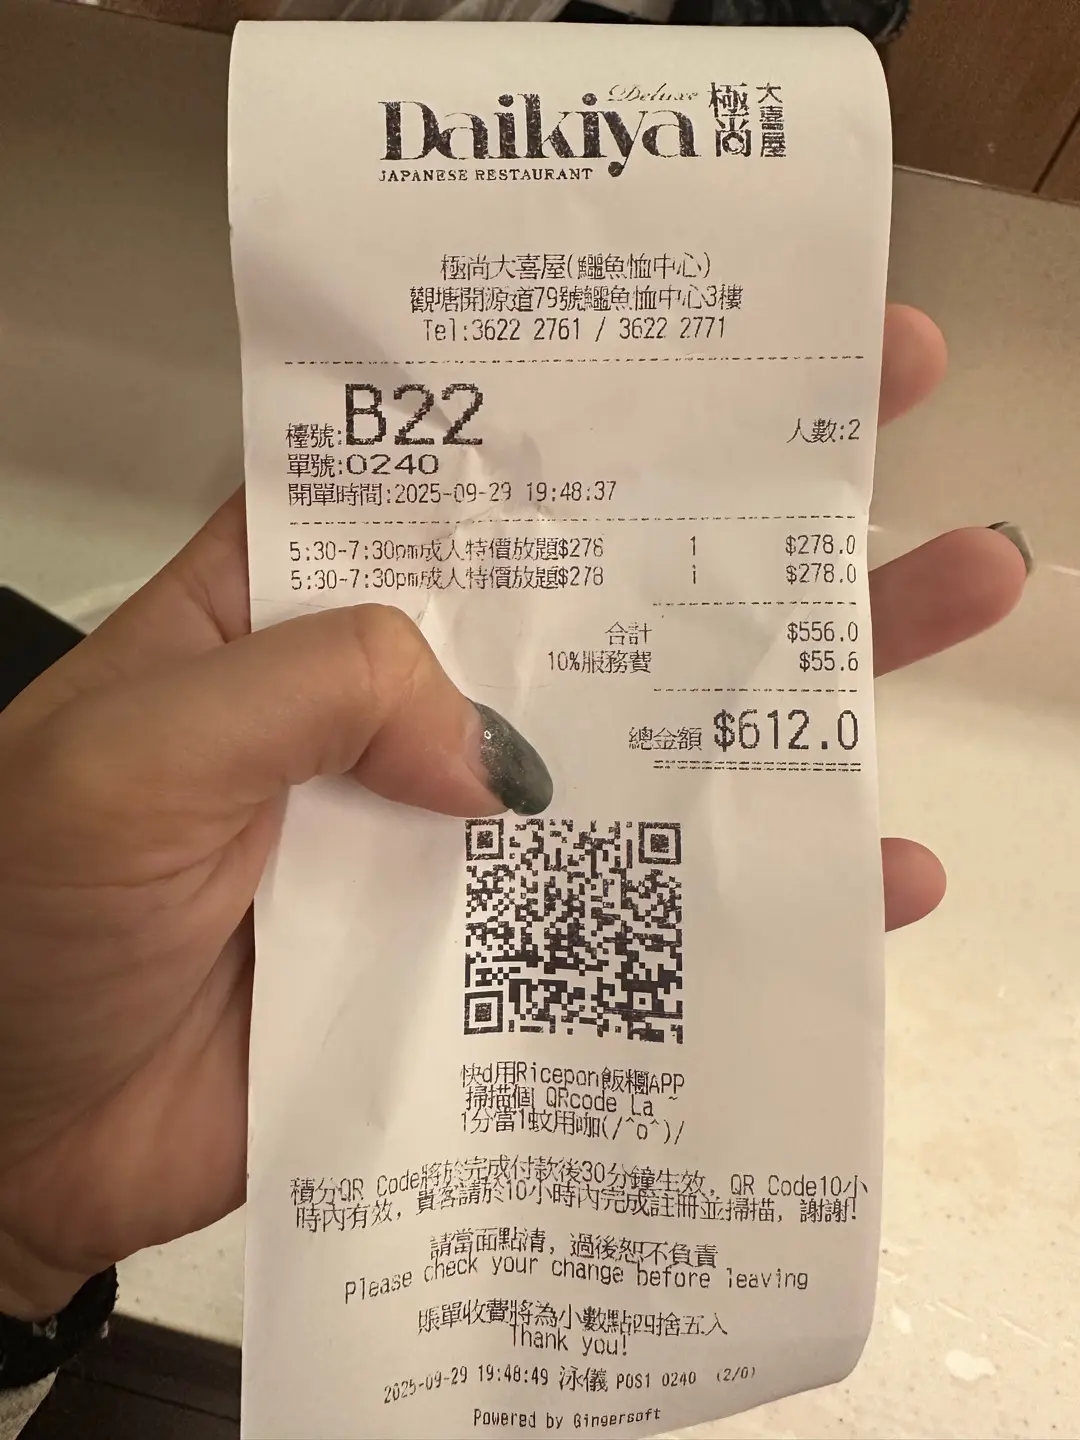 Deluxe
Daikiya 極尚 大喜屋
JAPANESE RESTAURANT
極尚大喜屋(鱷魚恤中心)
觀塘開源道79號鱷魚恤中心3樓
Tel:3622 2761 / 3622 2771
檯號:B22 人數:2
單號:0240
開單時間:2025-09-29 19:48:37
5:30-7:30pm成人特價放題$278 1 $278.0
5:30-7:30pm成人特價放題$278 1 $278.0
合計 $556.0
10%服務費 $55.6
總金額 $612.0
快d用Ricepon飯糰APP
掃描個 QRcode La ~
1分當1蚊用咖(/^o^)/
積分QR Code將於完成付款後30分鐘生效, QR Code10小
時內有效, 貴客請於10小時內完成註冊並掃描, 謝謝!
請當面點清, 過後恕不負責
Please check your change before leaving
賬單收費將為小數點四捨五入
Thank you!
2025-09-29 19:48:49 泳儀 POS1 0240 (2/0)
Powered by Gingersoft